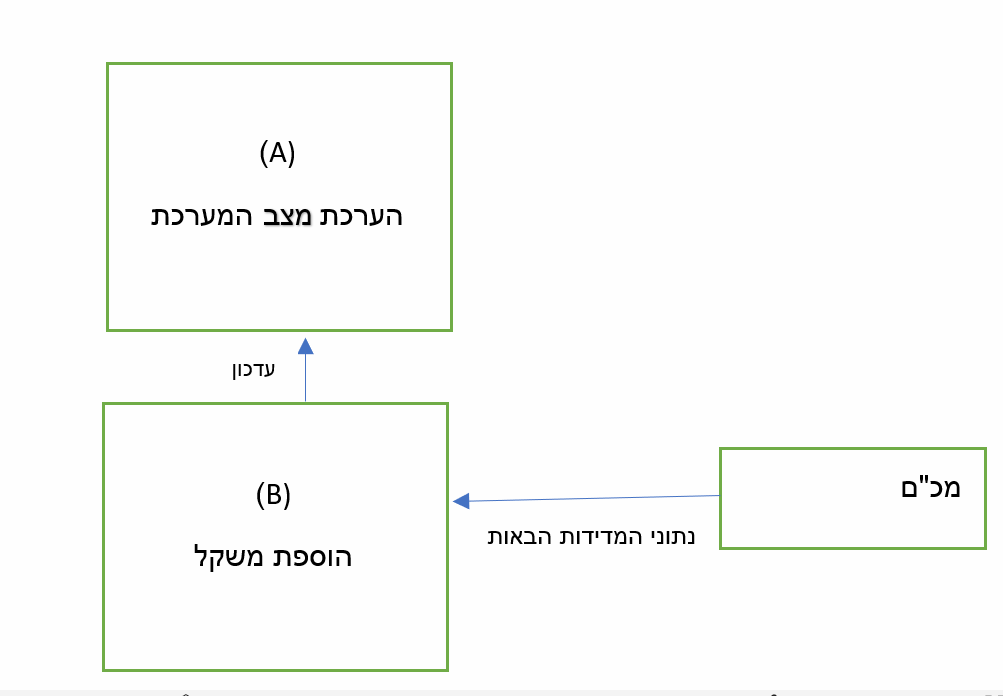 (A)
הערכת מצב המערכת
עדכון
(B)
הוספת משקל
מכ"ם
נתוני המדידות הבאות